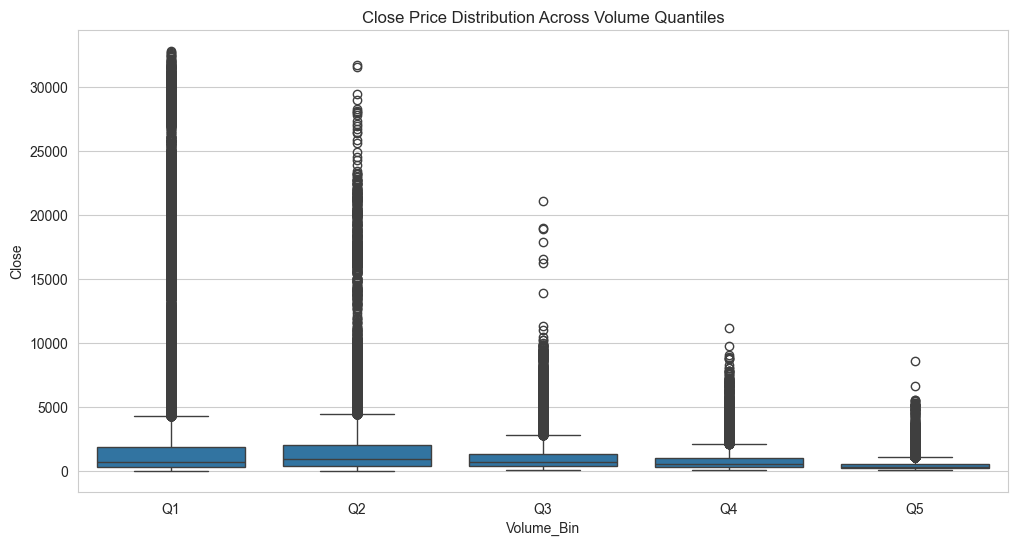 Close Price Distribution Across Volume Quantiles
30000
25000
20000
15000
10000
5000
0
Close
Q1 Q2 Q3 Q4 Q5
Volume_Bin